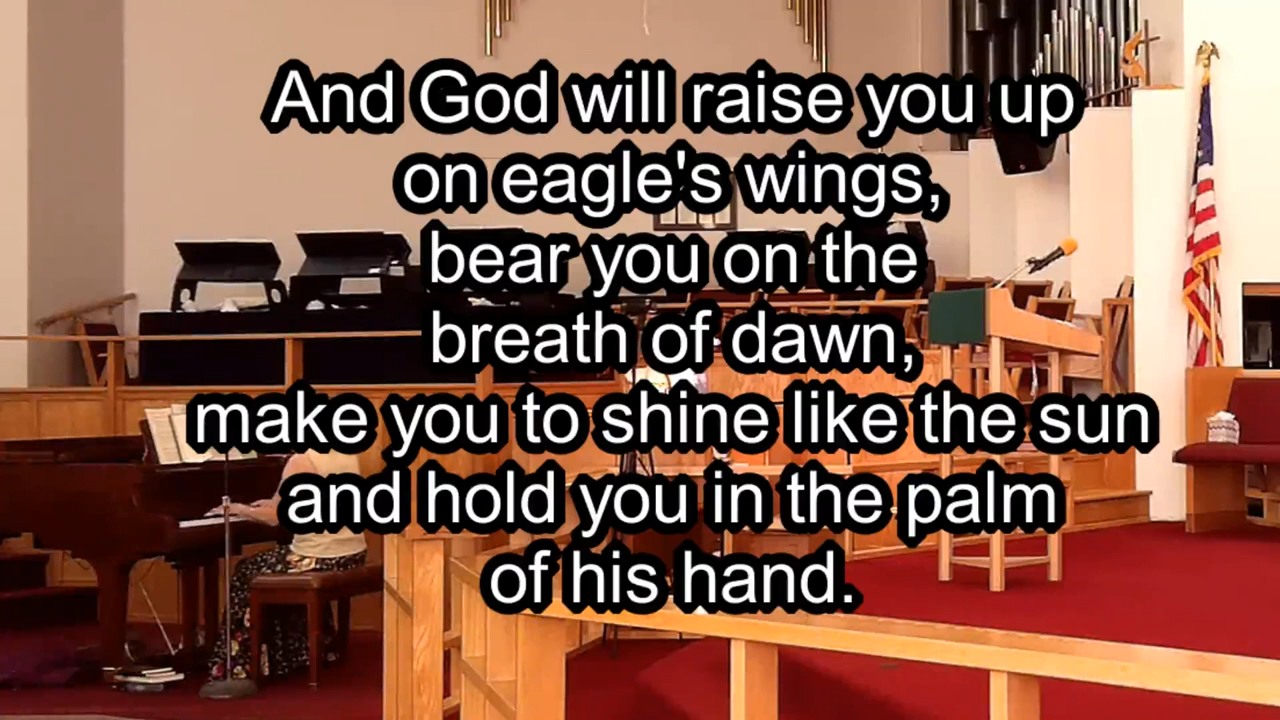 And God will raise you up
on eagle's wings,
bear you on the
breath of dawn,
make you to shine like the sun
and hold you in the palm
of his hand.